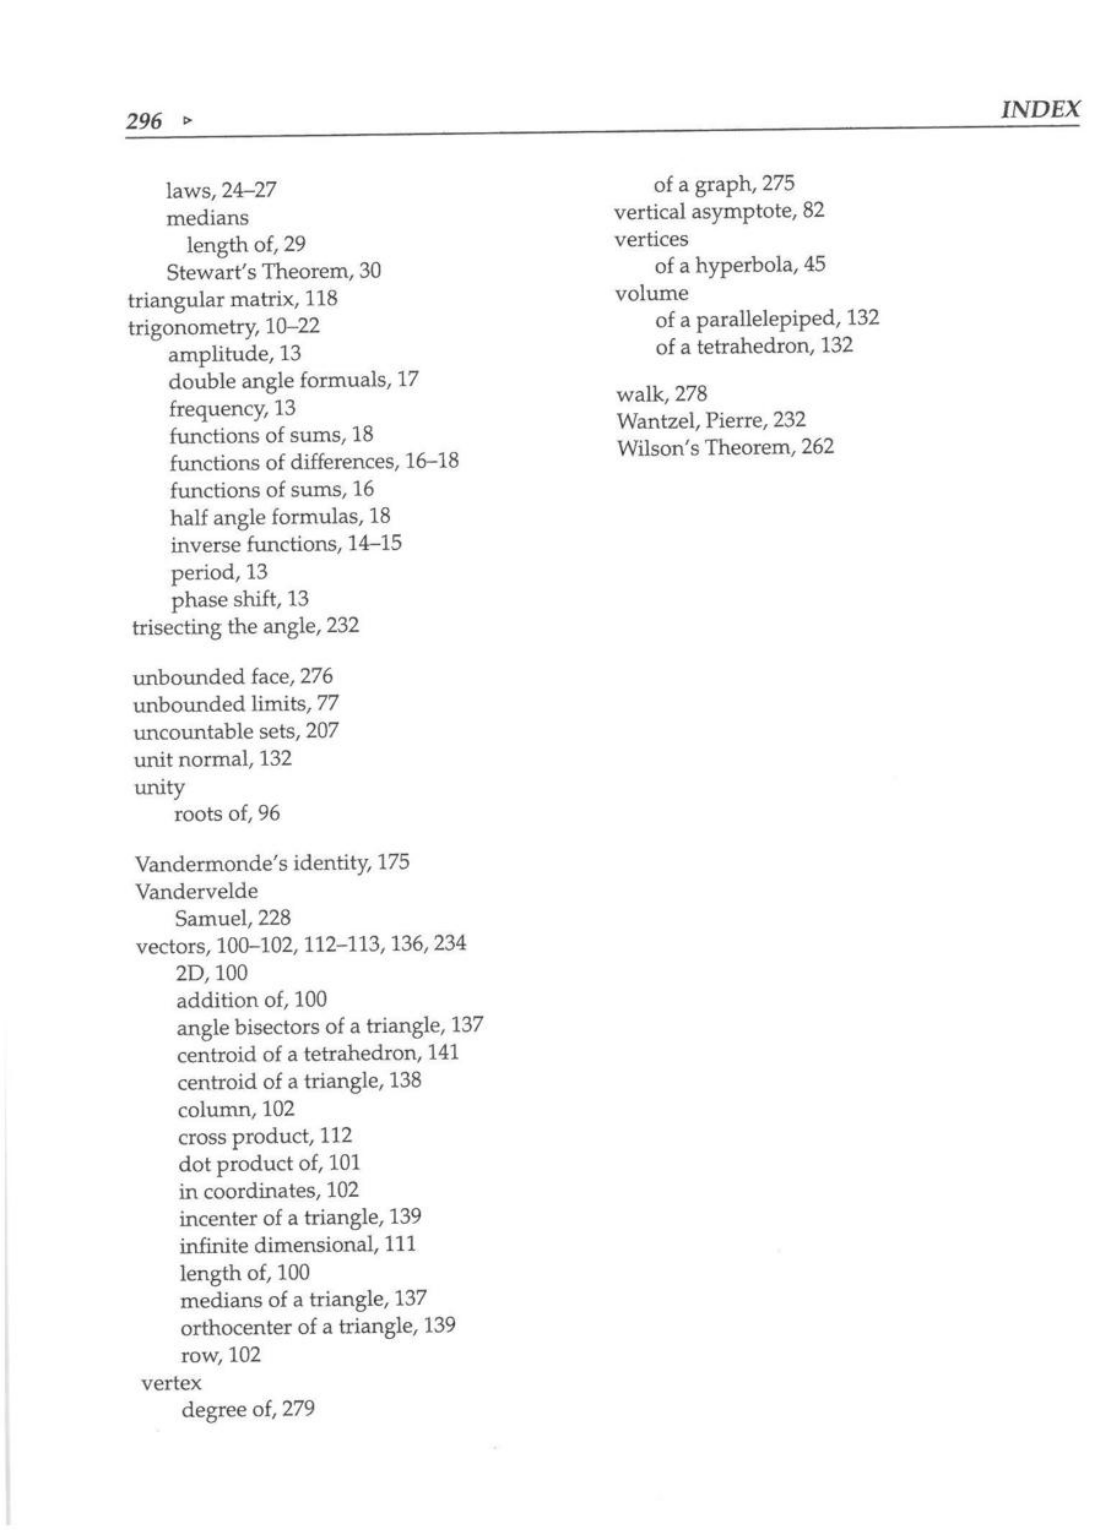 296 ▹ INDEX
laws, 24–27
medians
length of, 29
Stewart's Theorem, 30
triangular matrix, 118
trigonometry, 10–22
amplitude, 13
double angle formuals, 17
frequency, 13
functions of sums, 18
functions of differences, 16–18
functions of sums, 16
half angle formulas, 18
inverse functions, 14–15
period, 13
phase shift, 13
trisecting the angle, 232
unbounded face, 276
unbounded limits, 77
uncountable sets, 207
unit normal, 132
unity
roots of, 96
Vandermonde's identity, 175
Vandervelde
Samuel, 228
vectors, 100–102, 112–113, 136, 234
2D, 100
addition of, 100
angle bisectors of a triangle, 137
centroid of a tetrahedron, 141
centroid of a triangle, 138
column, 102
cross product, 112
dot product of, 101
in coordinates, 102
incenter of a triangle, 139
infinite dimensional, 111
length of, 100
medians of a triangle, 137
orthocenter of a triangle, 139
row, 102
vertex
degree of, 279
of a graph, 275
vertical asymptote, 82
vertices
of a hyperbola, 45
volume
of a parallelepiped, 132
of a tetrahedron, 132
walk, 278
Wantzel, Pierre, 232
Wilson's Theorem, 262